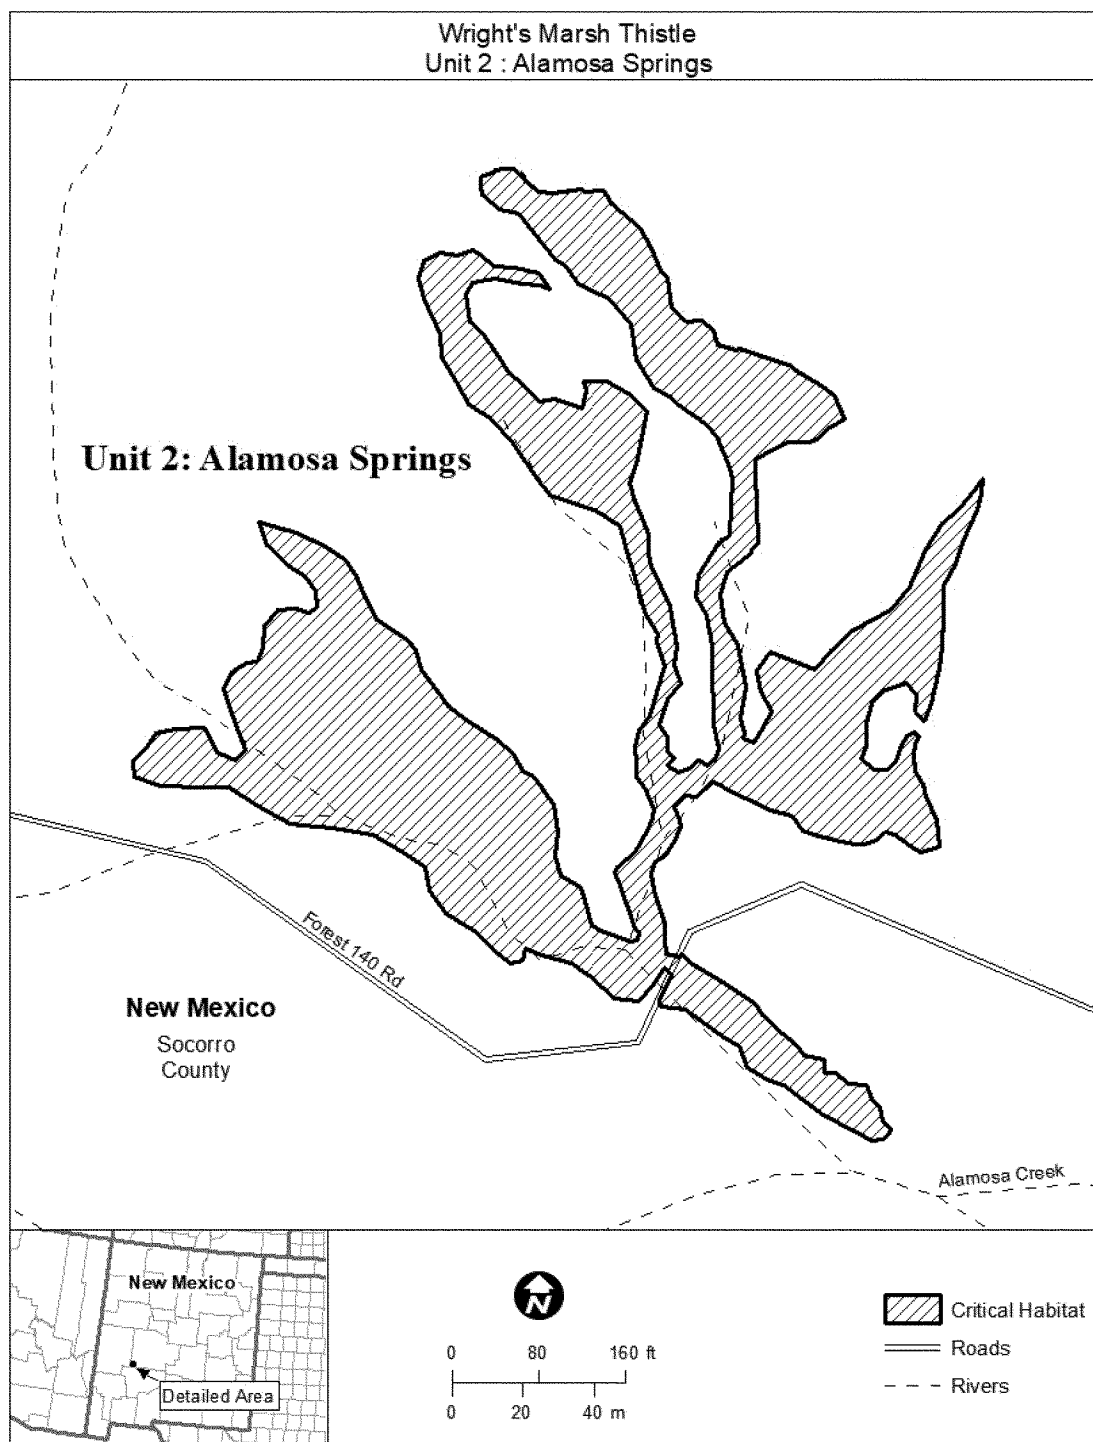 Wright's Marsh Thistle
Unit 2 : Alamosa Springs
Unit 2: Alamosa Springs
Forest 140 Rd
New Mexico
Socorro
County
Alamosa Creek
New Mexico
Detailed Area
N
0 80 160 ft
0 20 40 m
Critical Habitat
Roads
Rivers